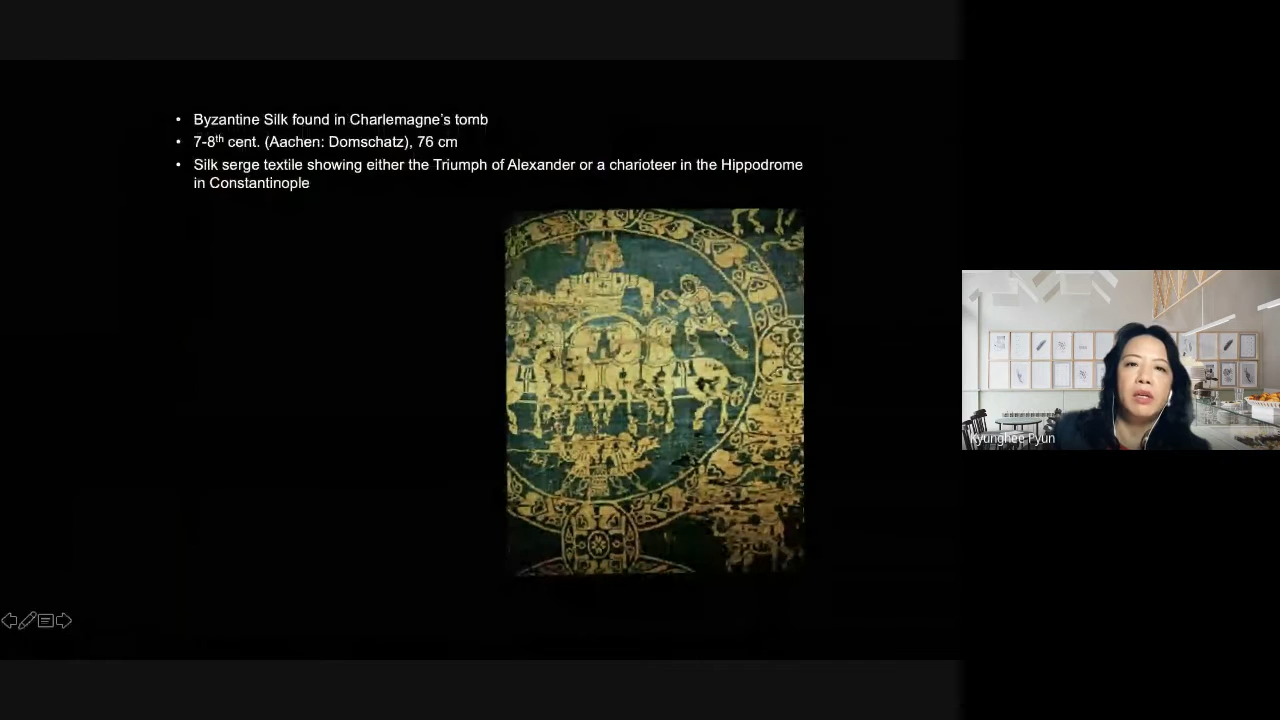 • Byzantine Silk found in Charlemagne's tomb
• 7-8th cent. (Aachen: Domschatz), 76 cm
• Silk serge textile showing either the Triumph of Alexander or a charioteer in the Hippodrome
in Constantinople
Kyunghee Pyun